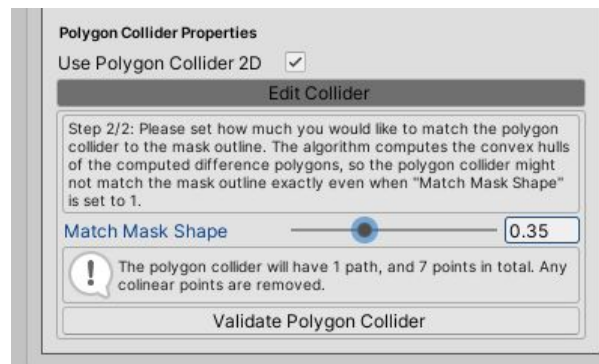 Polygon Collider Properties
Use Polygon Collider 2D
Edit Collider
Step 2/2: Please set how much you would like to match the polygon
collider to the mask outline. The algorithm computes the convex hulls
of the computed difference polygons, so the polygon collider might
not match the mask outline exactly even when "Match Mask Shape"
is set to 1.
Match Mask Shape 0.35
The polygon collider will have 1 path, and 7 points in total. Any
colinear points are removed.
Validate Polygon Collider